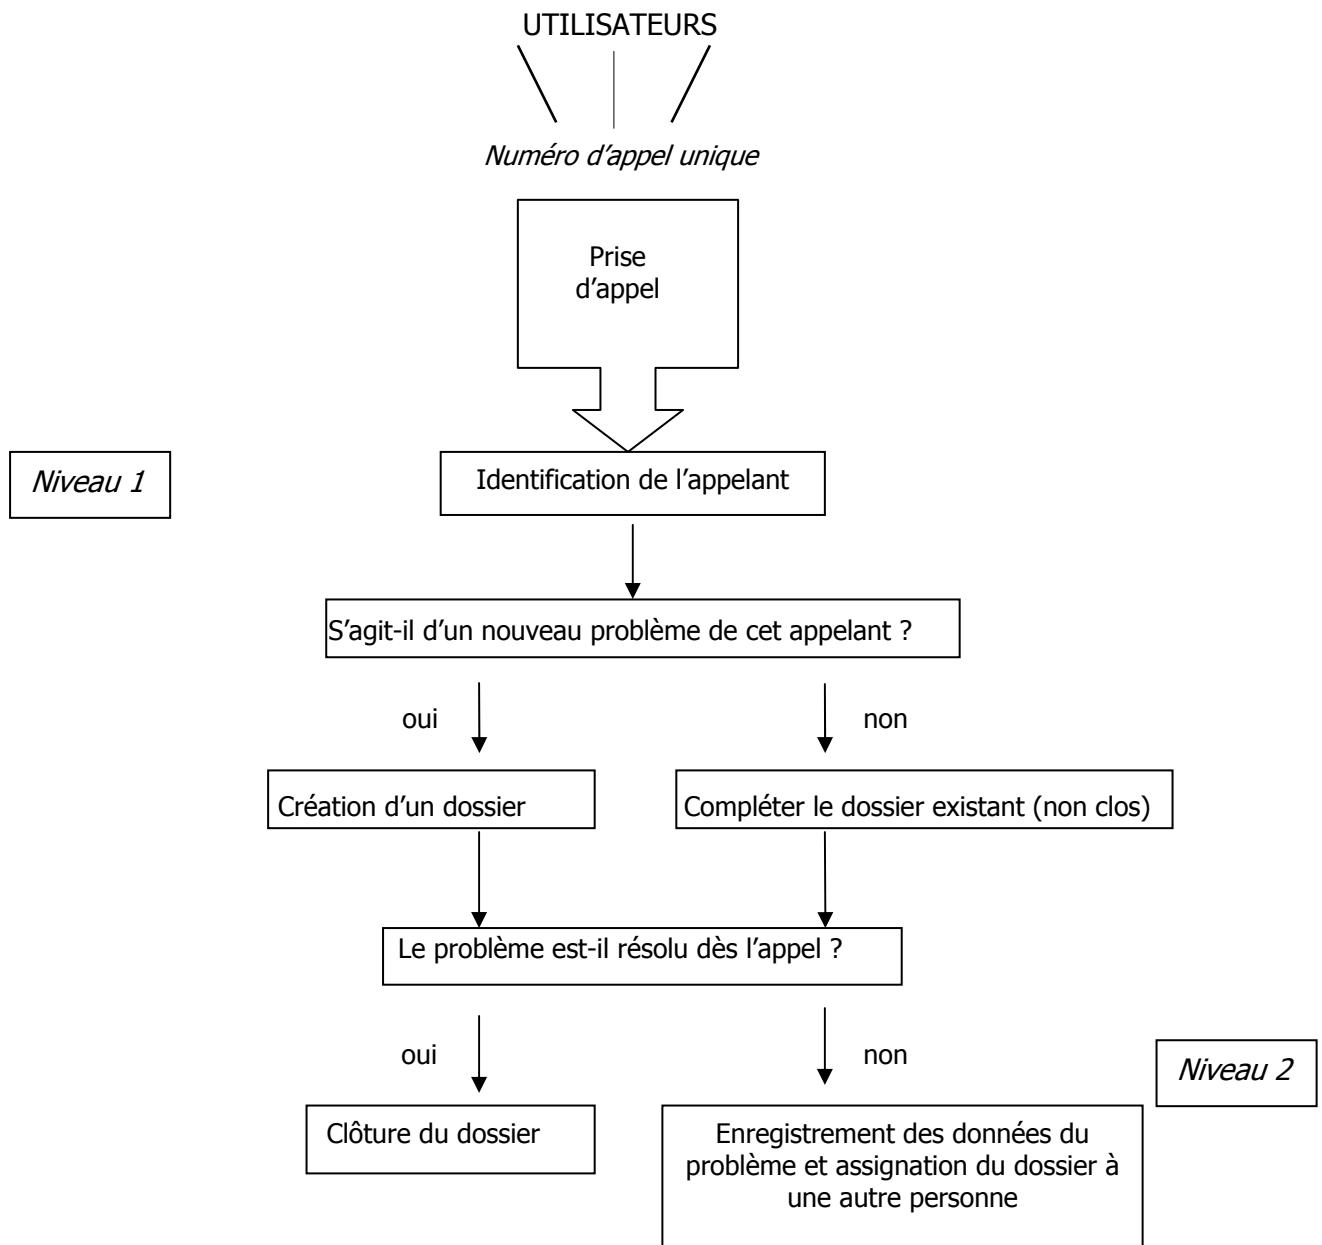 UTILISATEURS
Numéro d'appel unique
Prise
d'appel
Niveau 1
Identification de l'appelant
S'agit-il d'un nouveau problème de cet appelant ?
oui
non
Création d'un dossier
Compléter le dossier existant (non clos)
Le problème est-il résolu dès l'appel ?
oui
non
Niveau 2
Clôture du dossier
Enregistrement des données du
problème et assignation du dossier à
une autre personne